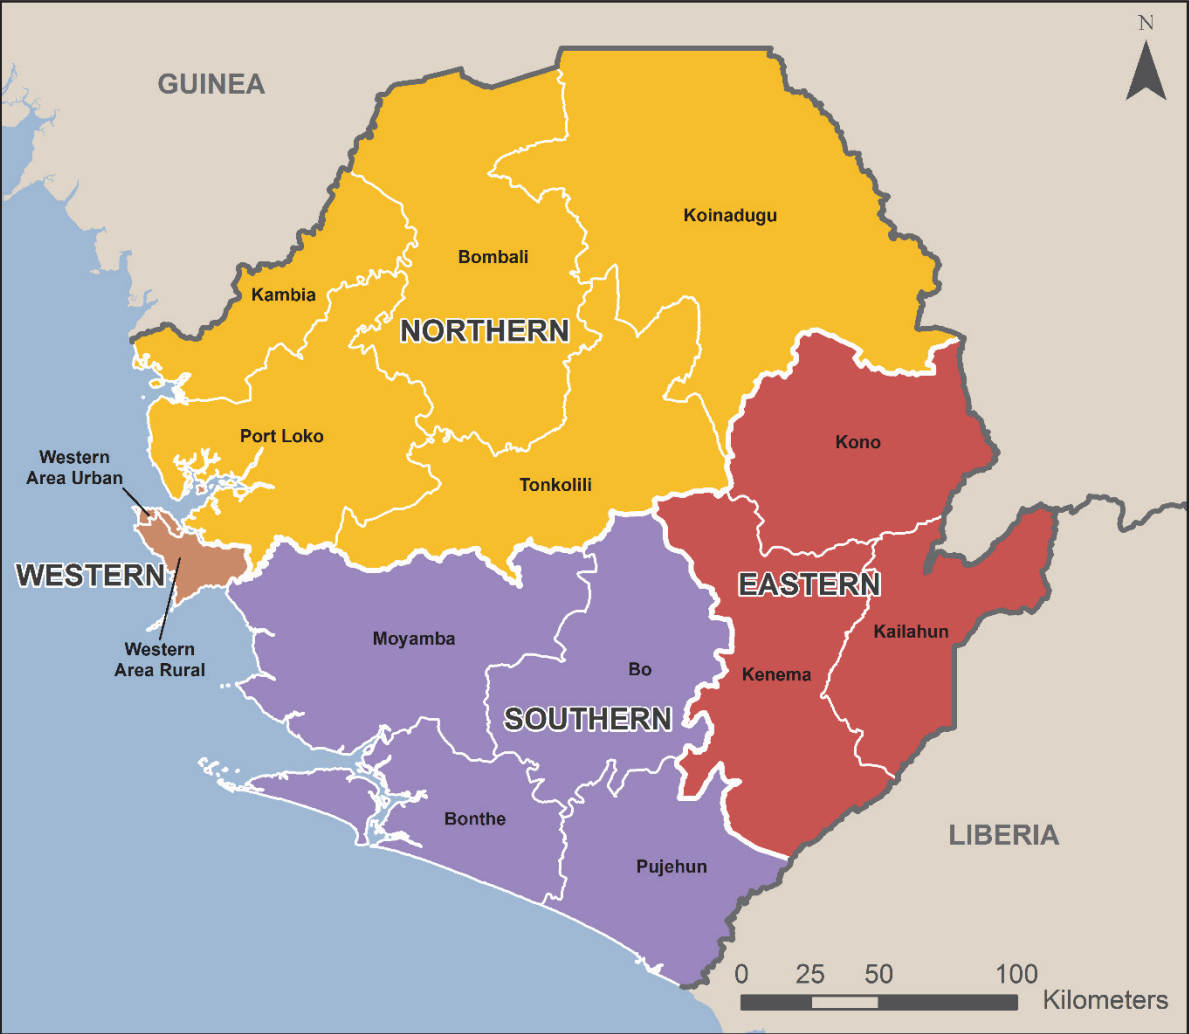 N
GUINEA
Koinadugu
Bombali
Kambia
NORTHERN
Port Loko
Kono
Western
Area Urban
Tonkolili
WESTERN
EASTERN
Moyamba
Kailahun
Western
Area Rural
Bo
Kenema
SOUTHERN
Bonthe
LIBERIA
Pujehun
0 25 50 100
Kilometers